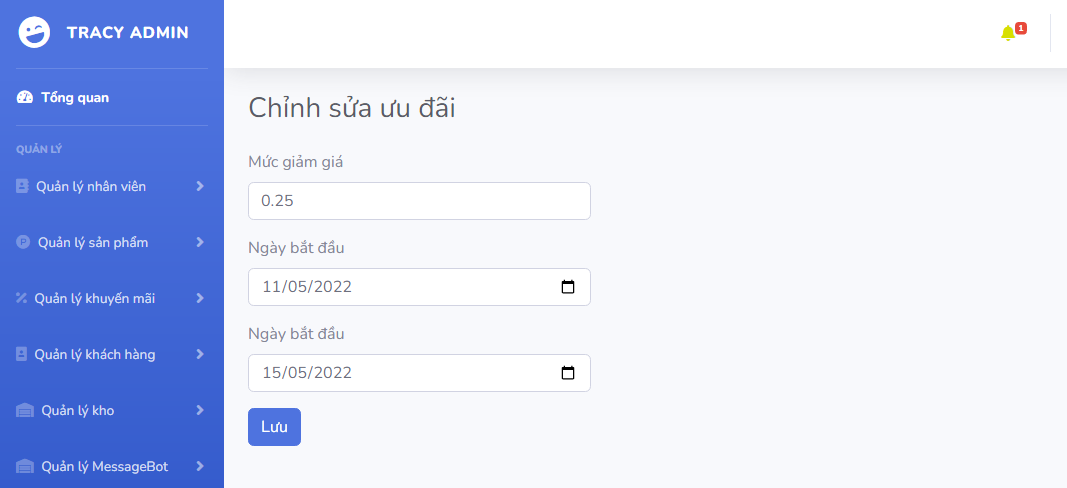 TRACY ADMIN
1
Tổng quan
QUẢN LÝ
Quản lý nhân viên
Quản lý sản phẩm
Quản lý khuyến mãi
Quản lý khách hàng
Quản lý kho
Quản lý MessageBot
Chỉnh sửa ưu đãi
Mức giảm giá
0.25
Ngày bắt đầu
11/05/2022
Ngày bắt đầu
15/05/2022
Lưu